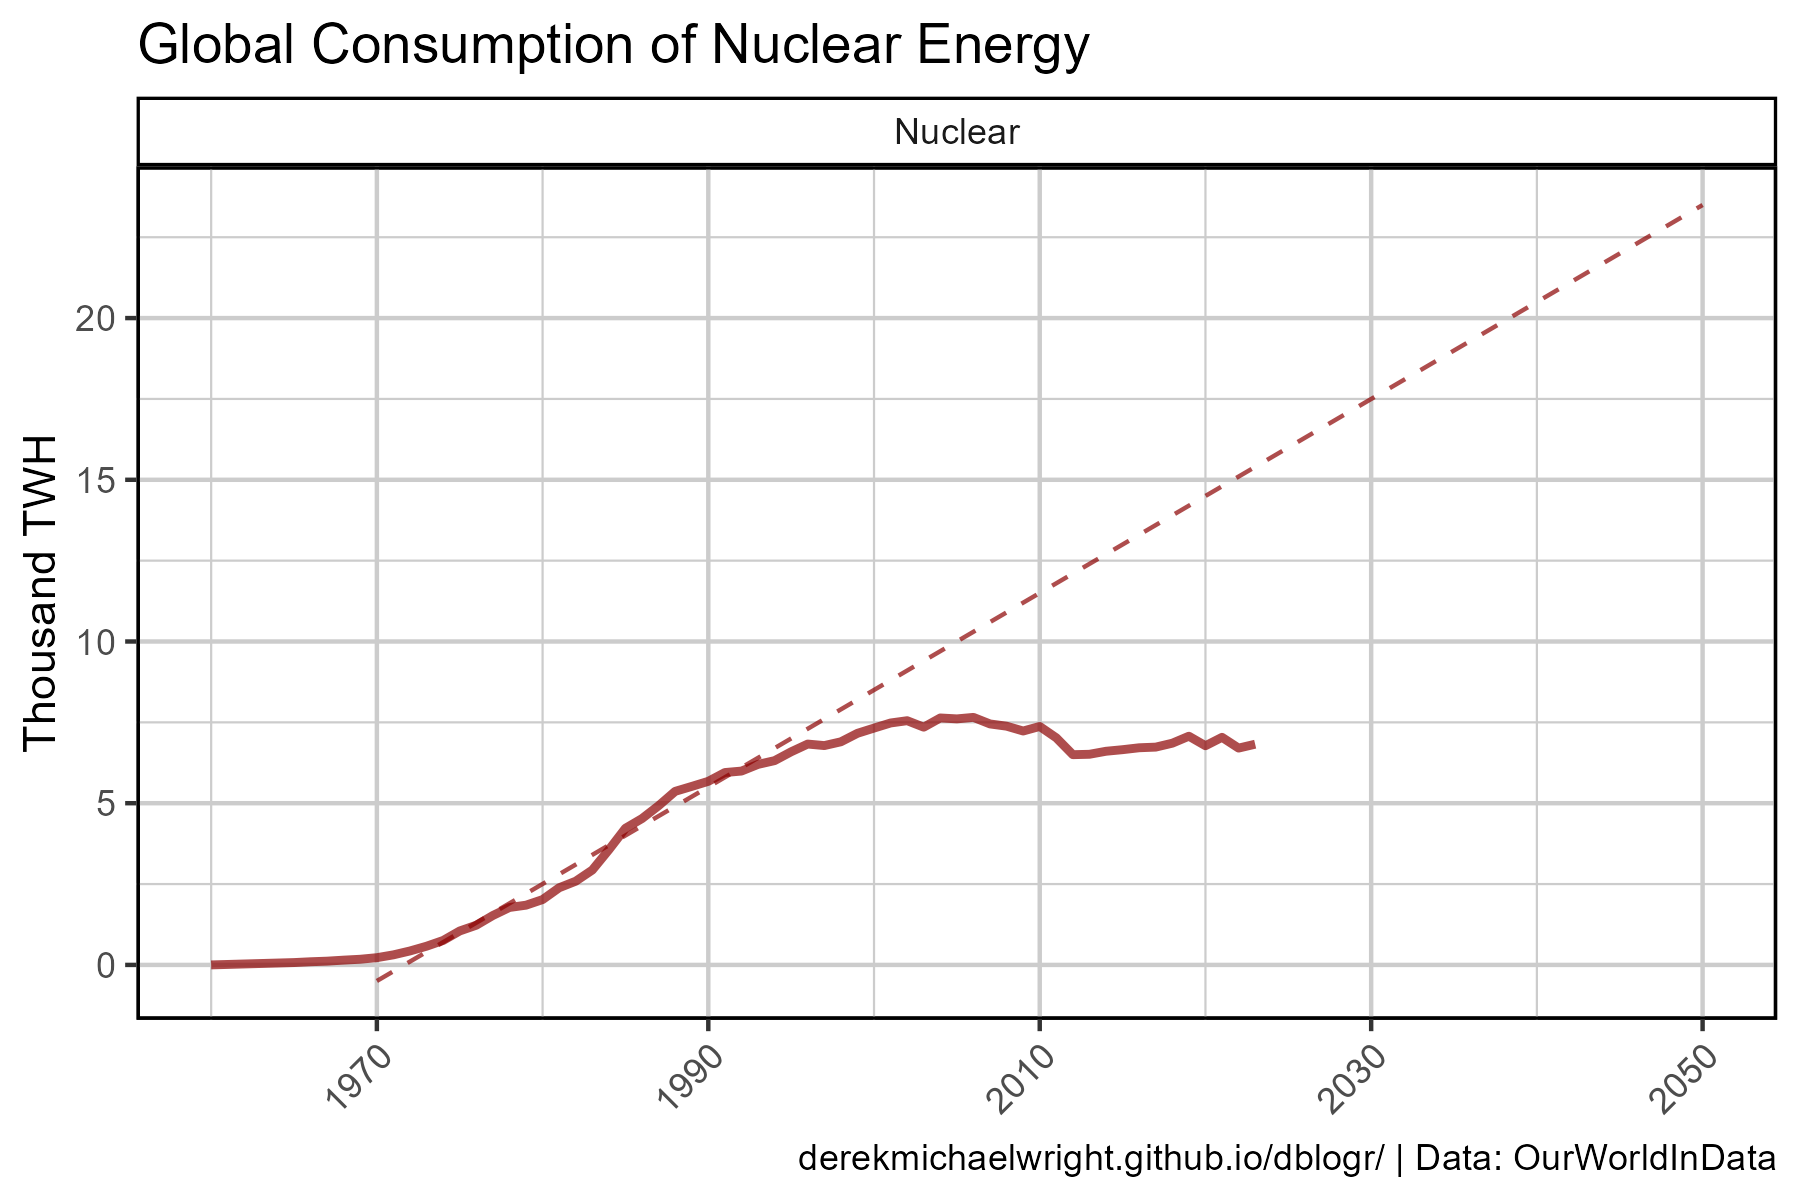 Global Consumption of Nuclear Energy
Nuclear
Thousand TWH
20
15
10
5
0
1970
1990
2010
2030
2050
derekmichaelwright.github.io/dblogr/ | Data: OurWorldInData